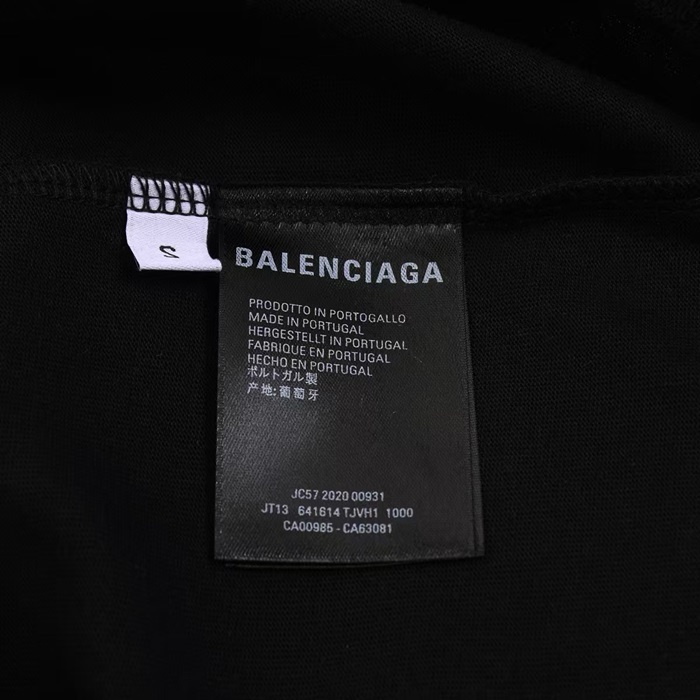 S
BALENCIAGA
PRODOTTO IN PORTOGALLO
MADE IN PORTUGAL
HERGESTELLT IN PORTUGAL
FABRIQUE EN PORTUGAL
HECHO EN PORTUGAL
ポルトガル製
产地:葡萄牙
JC57 2020 00931
JT13 641614 TJVH1 1000
CA00985 - CA63081